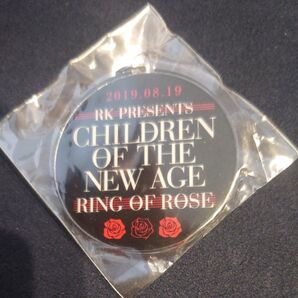 2019.08.19
RK PRESENTS
CHILDREN
OF THE
NEW AGE
RING OF ROSE